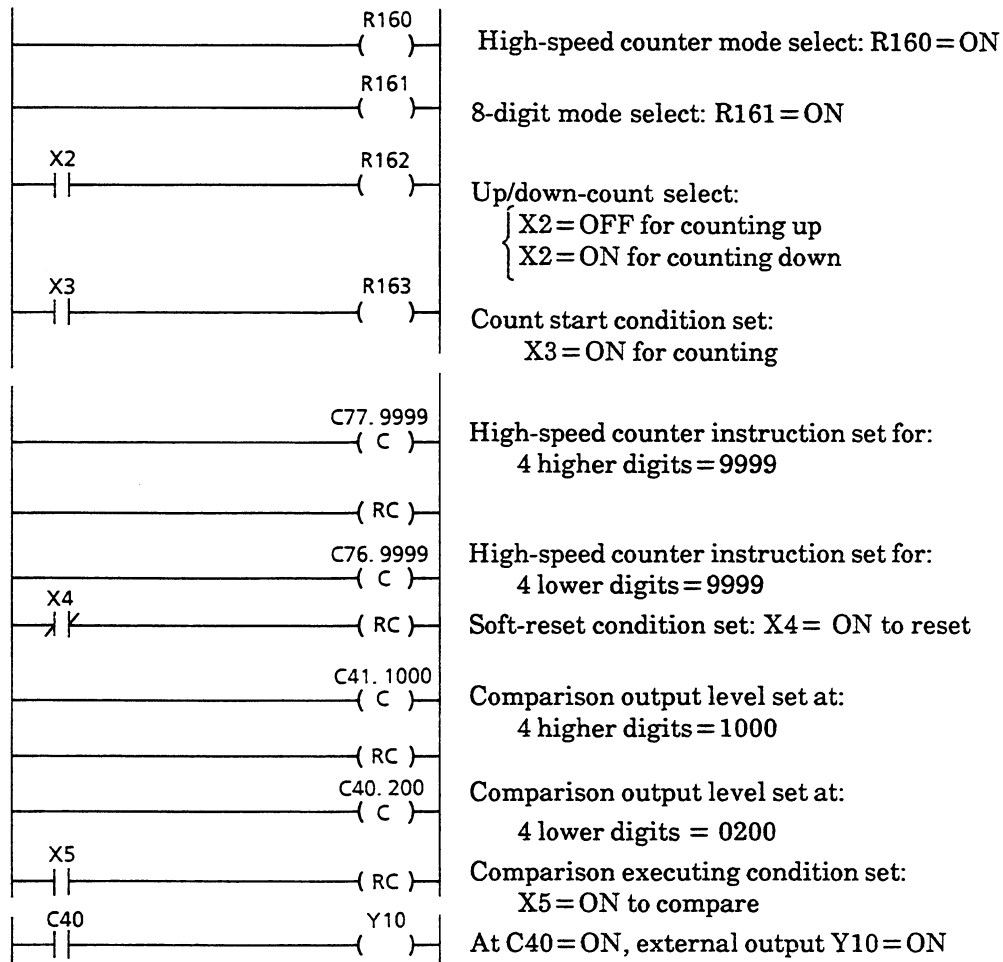 R160
( )
High-speed counter mode select: R160=ON
R161
( )
8-digit mode select: R161=ON
X2
R162
( )
Up/down-count select:
X2=OFF for counting up
X2=ON for counting down
X3
R163
( )
Count start condition set:
X3=ON for counting
C77. 9999
( C )
High-speed counter instruction set for:
4 higher digits=9999
( RC )
C76. 9999
( C )
High-speed counter instruction set for:
4 lower digits=9999
X4
( RC )
Soft-reset condition set: X4= ON to reset
C41. 1000
( C )
Comparison output level set at:
4 higher digits=1000
( RC )
C40. 200
( C )
Comparison output level set at:
4 lower digits = 0200
X5
( RC )
Comparison executing condition set:
X5=ON to compare
C40
Y10
( )
At C40=ON, external output Y10=ON